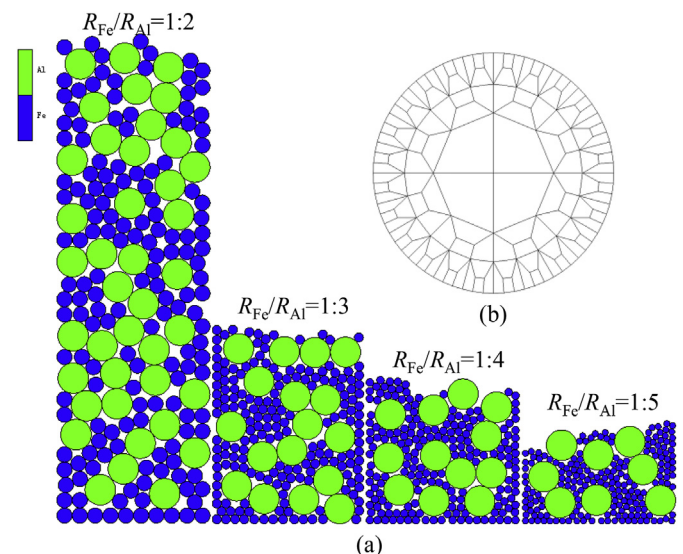 R_Fe/R_Al=1:2
Al
Fe
R_Fe/R_Al=1:3
(b)
R_Fe/R_Al=1:4
R_Fe/R_Al=1:5
(a)